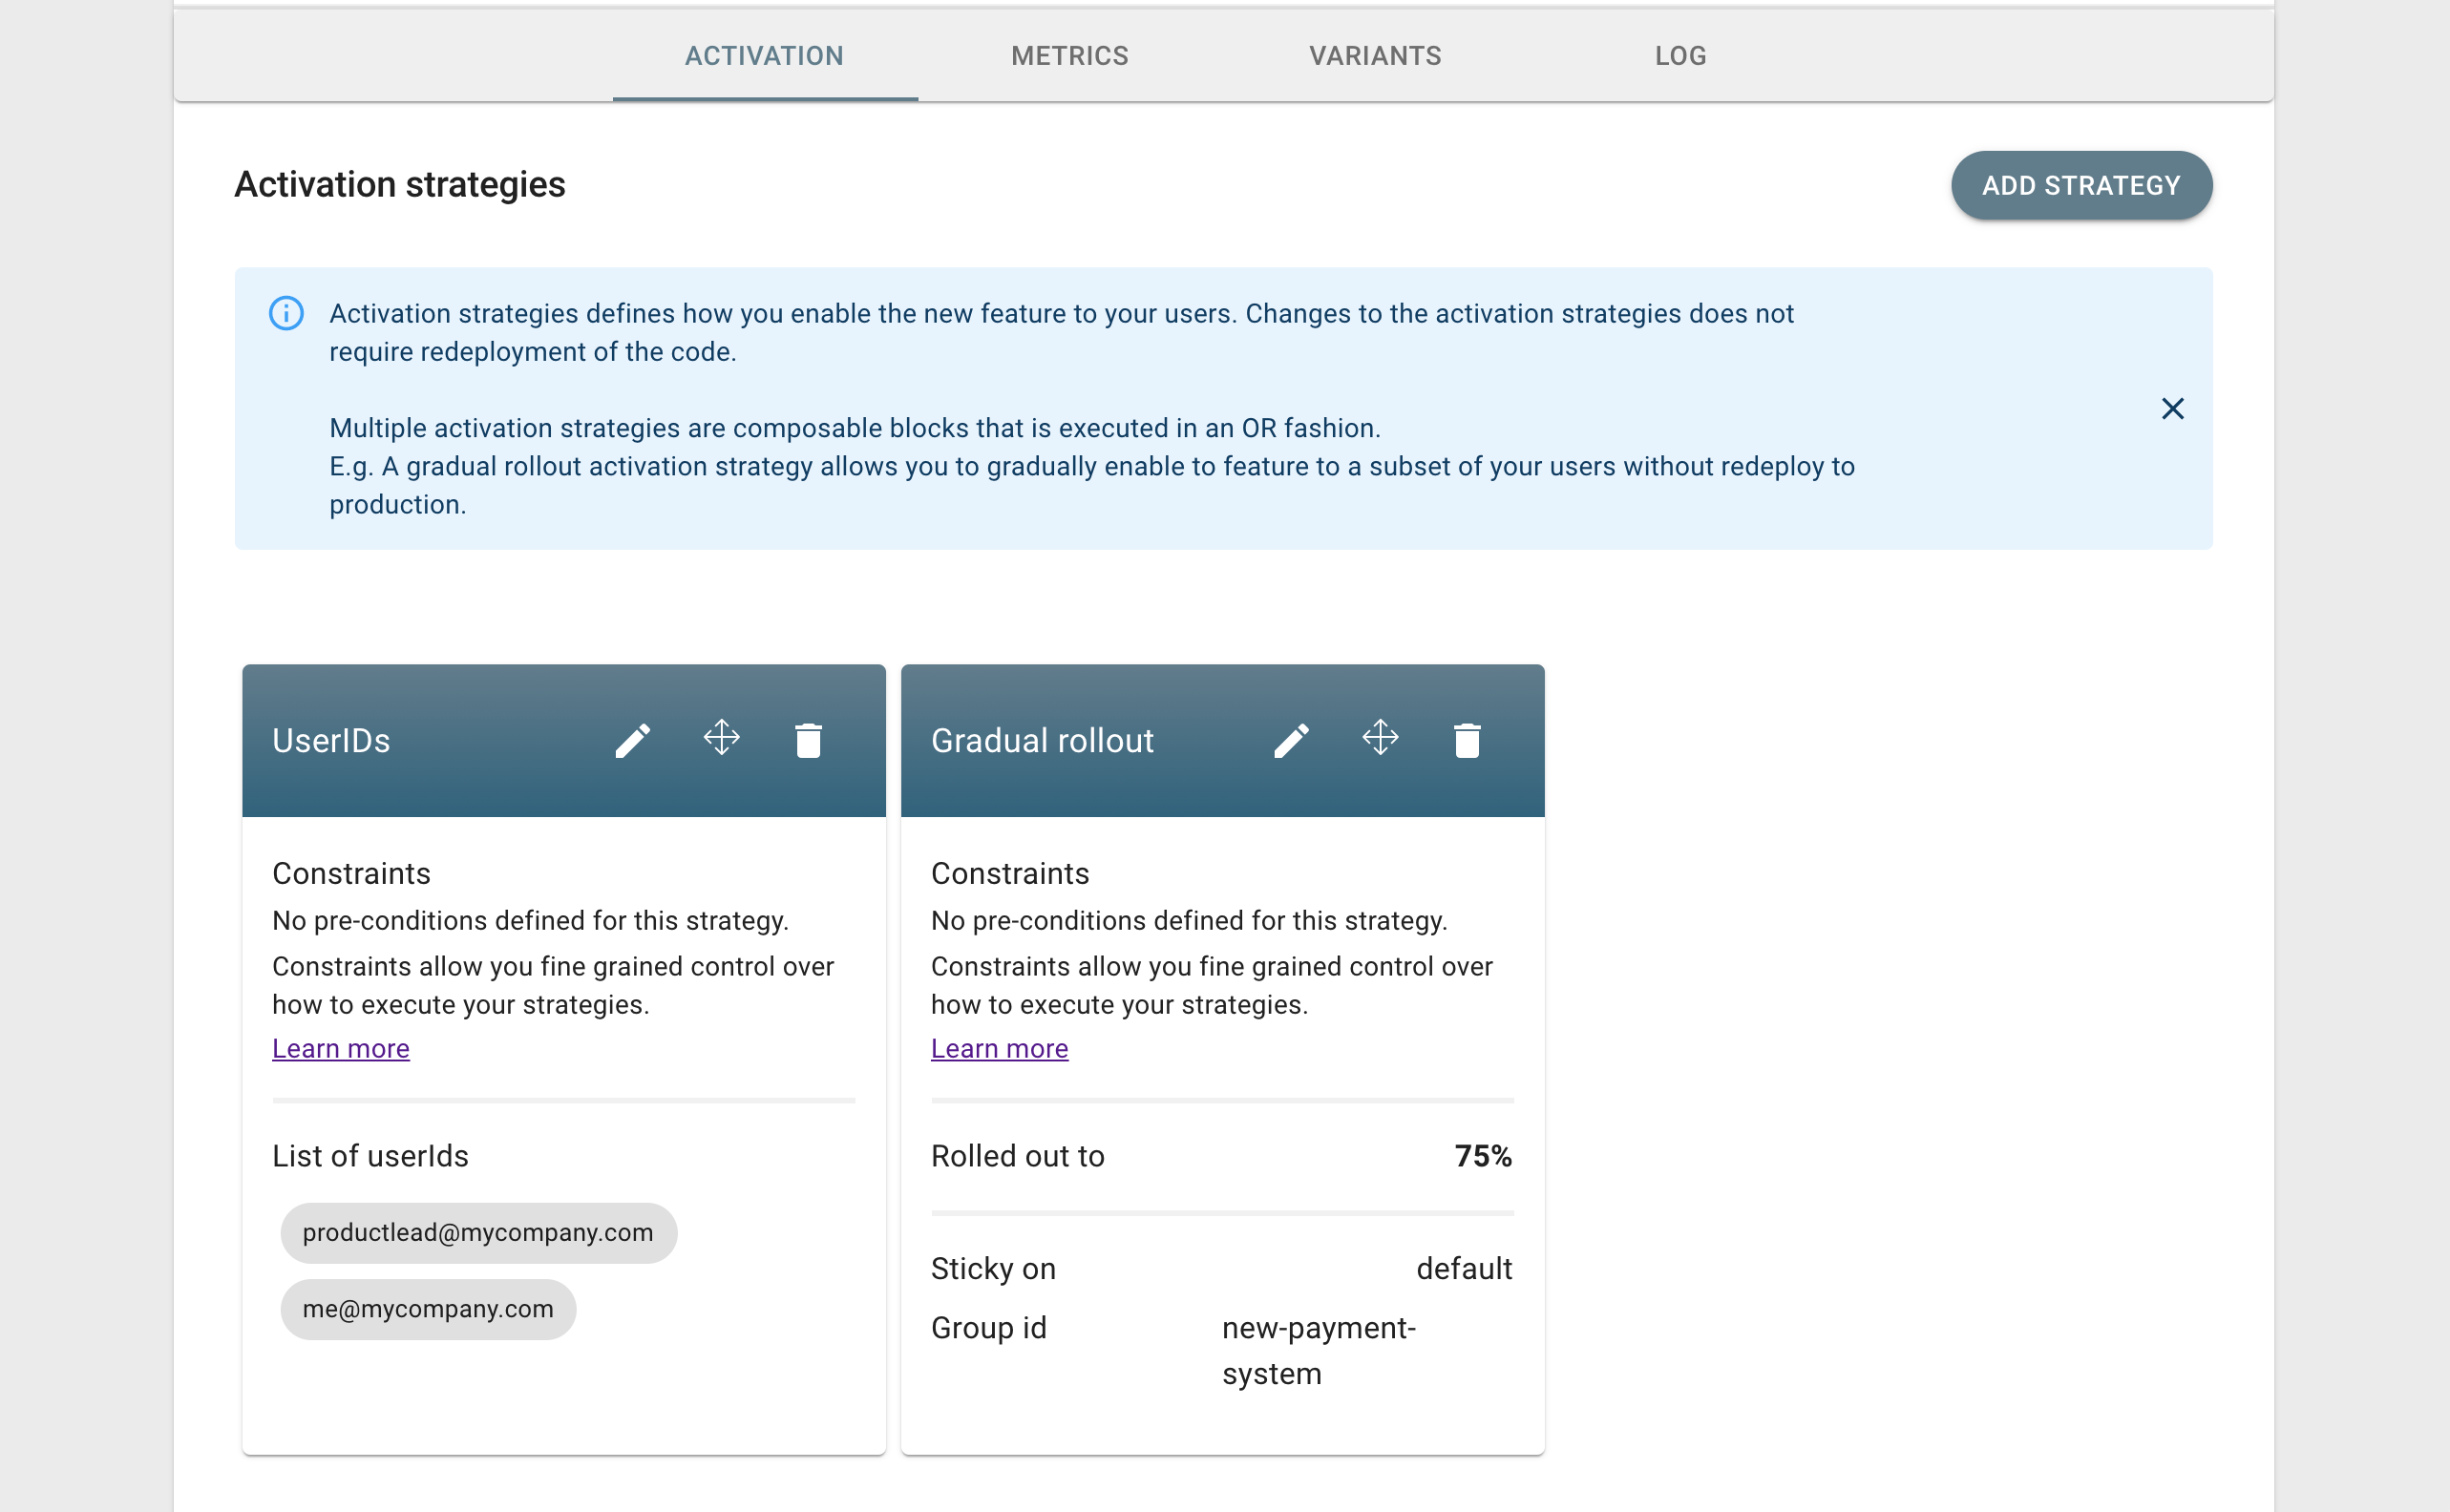 ACTIVATION METRICS VARIANTS LOG
Activation strategies
ADD STRATEGY
Activation strategies defines how you enable the new feature to your users. Changes to the activation strategies does not
require redeployment of the code.
Multiple activation strategies are composable blocks that is executed in an OR fashion.
E.g. A gradual rollout activation strategy allows you to gradually enable to feature to a subset of your users without redeploy to
production.
UserIDs
Constraints
No pre-conditions defined for this strategy.
Constraints allow you fine grained control over
how to execute your strategies.
Learn more
List of userIds
productlead@mycompany.com
me@mycompany.com
Gradual rollout
Constraints
No pre-conditions defined for this strategy.
Constraints allow you fine grained control over
how to execute your strategies.
Learn more
Rolled out to 75%
Sticky on default
Group id new-payment-
system